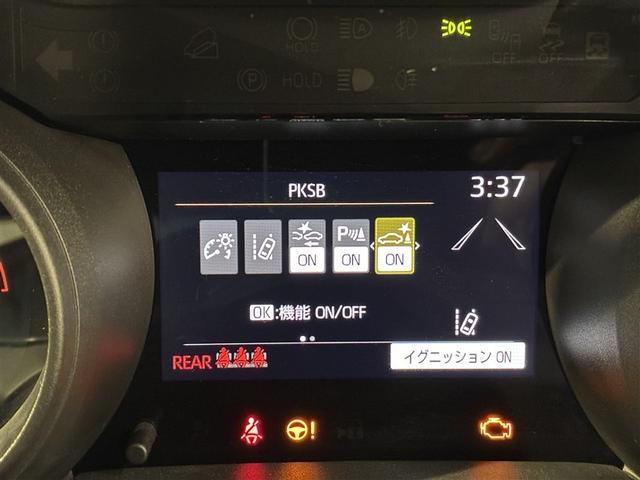 HOLD
OFF
OFF
HOLD
PKSB
3:37
ON
P
ON
ON
OK:機能 ON/OFF
REAR
イグニッション ON